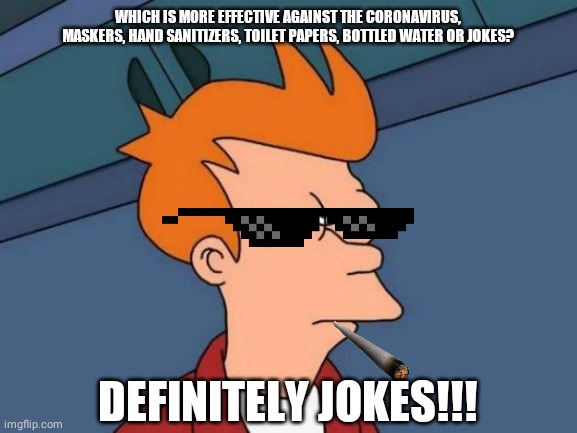 WHICH IS MORE EFFECTIVE AGAINST THE CORONAVIRUS,
MASKERS, HAND SANITIZERS, TOILET PAPERS, BOTTLED WATER OR JOKES?
DEFINITELY JOKES!!!
imgflip.com